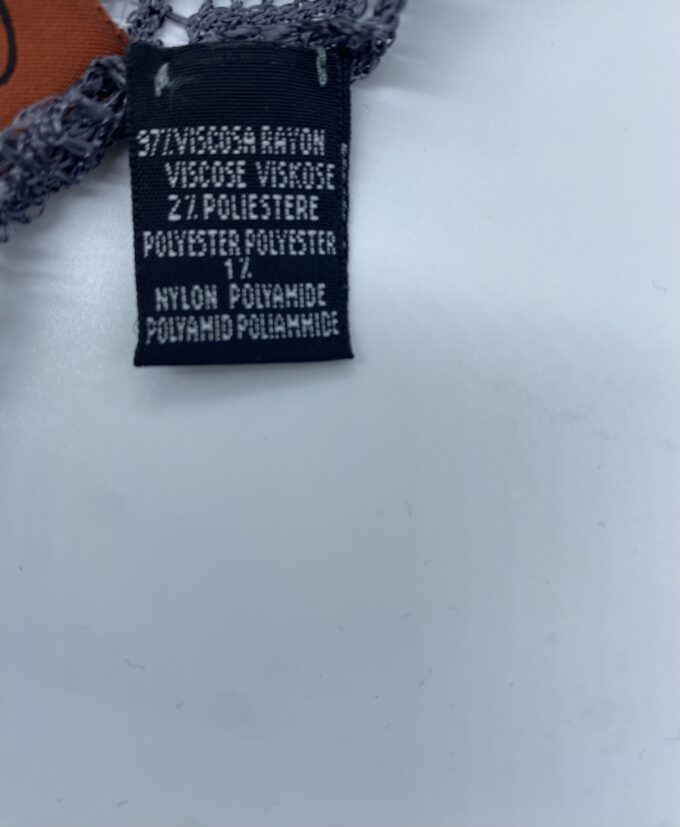 97% VISCOSA RAYON
VISCOSE VISKOSE
2% POLIESTERE
POLYESTER POLYESTER
1%
NYLON POLYAMIDE
POLYAMID POLIAMMIDE